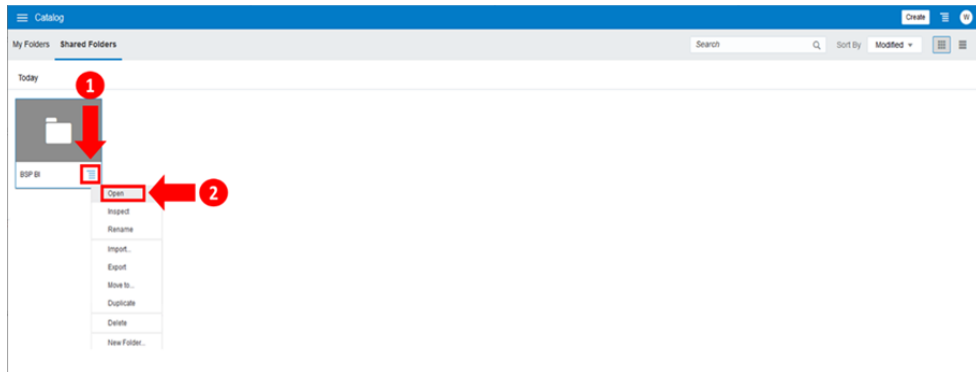 Catalog
Create
W
My Folders Shared Folders
Search
Sort By Modified
Today
1
BSP BI
Open
2
Inspect
Rename
Import...
Export
Move to...
Duplicate
Delete
New Folder...